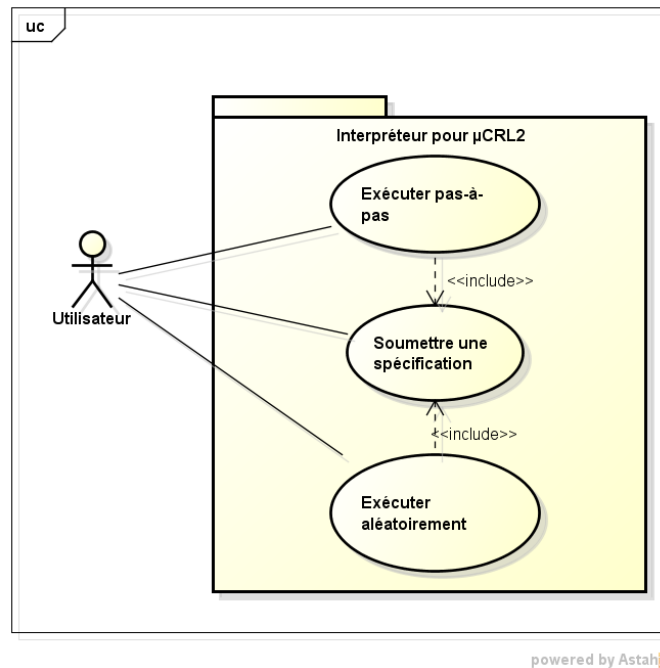 uc
Interpréteur pour µCRL2
Exécuter pas-à-
pas
<<include>>
Utilisateur
Soumettre une
spécification
<<include>>
Exécuter
aléatoirement
powered by Astah